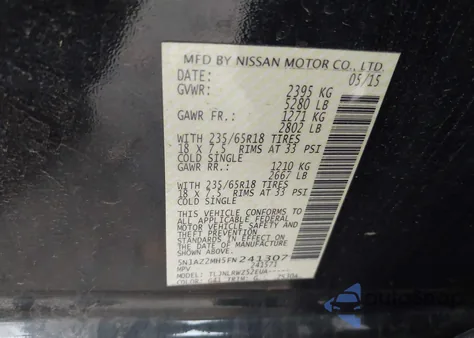 MFD BY NISSAN MOTOR CO., LTD.
DATE: 05/15
GVWR: 2395 KG
5280 LB
GAWR FR.: 1271 KG
2802 LB
WITH 235/65R18 TIRES
18 X 7.5 RIMS AT 33 PSI
COLD SINGLE
GAWR RR.: 1210 KG
2667 LB
WITH 235/65R18 TIRES
18 X 7.5 RIMS AT 33 PSI
COLD SINGLE
THIS VEHICLE CONFORMS TO ALL
APPLICABLE U.S. FEDERAL
MOTOR VEHICLE SAFETY AND
THEFT PREVENTION
STANDARDS IN EFFECT ON THE
DATE OF MANUFACTURE
SHOWN ABOVE.
5N1AZ2MH5FN241307
MPV 241571
COLOR: G41 TRIM: G